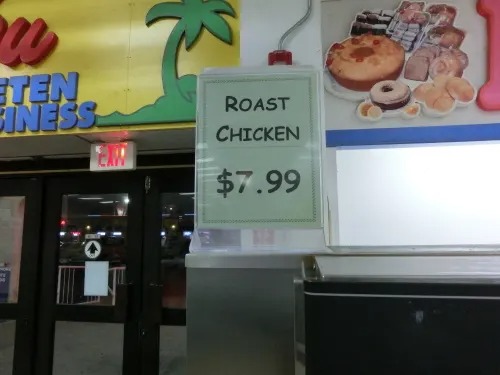 ETEN
SINESS
EXIT
ROAST
CHICKEN
$7.99